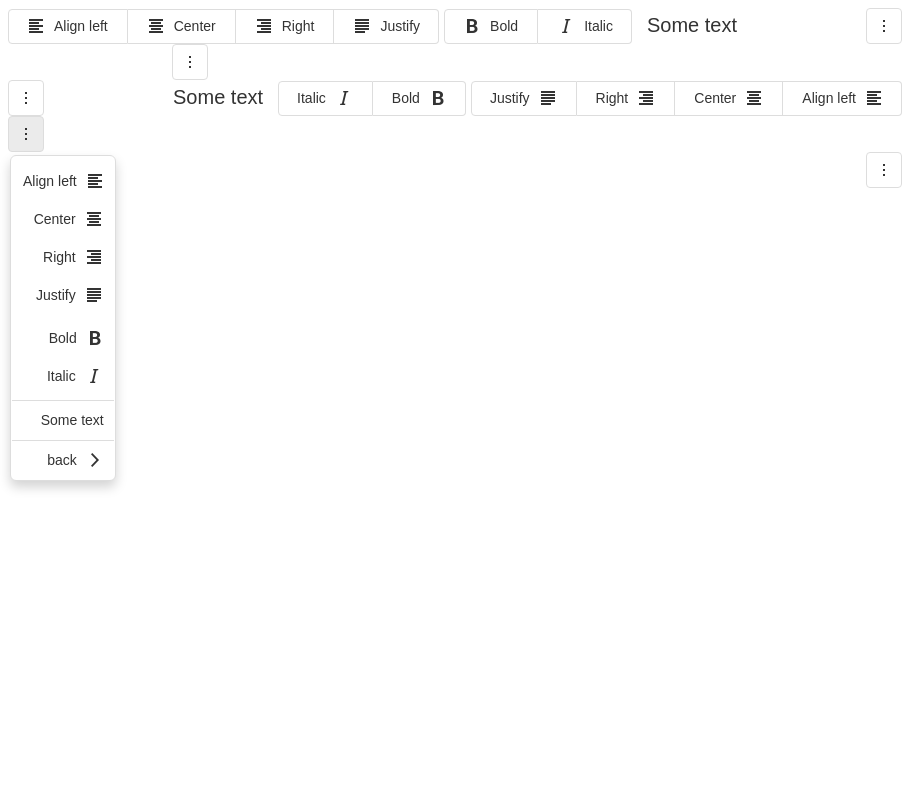 Align left Center Right Justify B Bold I Italic Some text
Some text Italic I Bold B Justify Right Center Align left
Align left
Center
Right
Justify
Bold B
Italic I
Some text
back